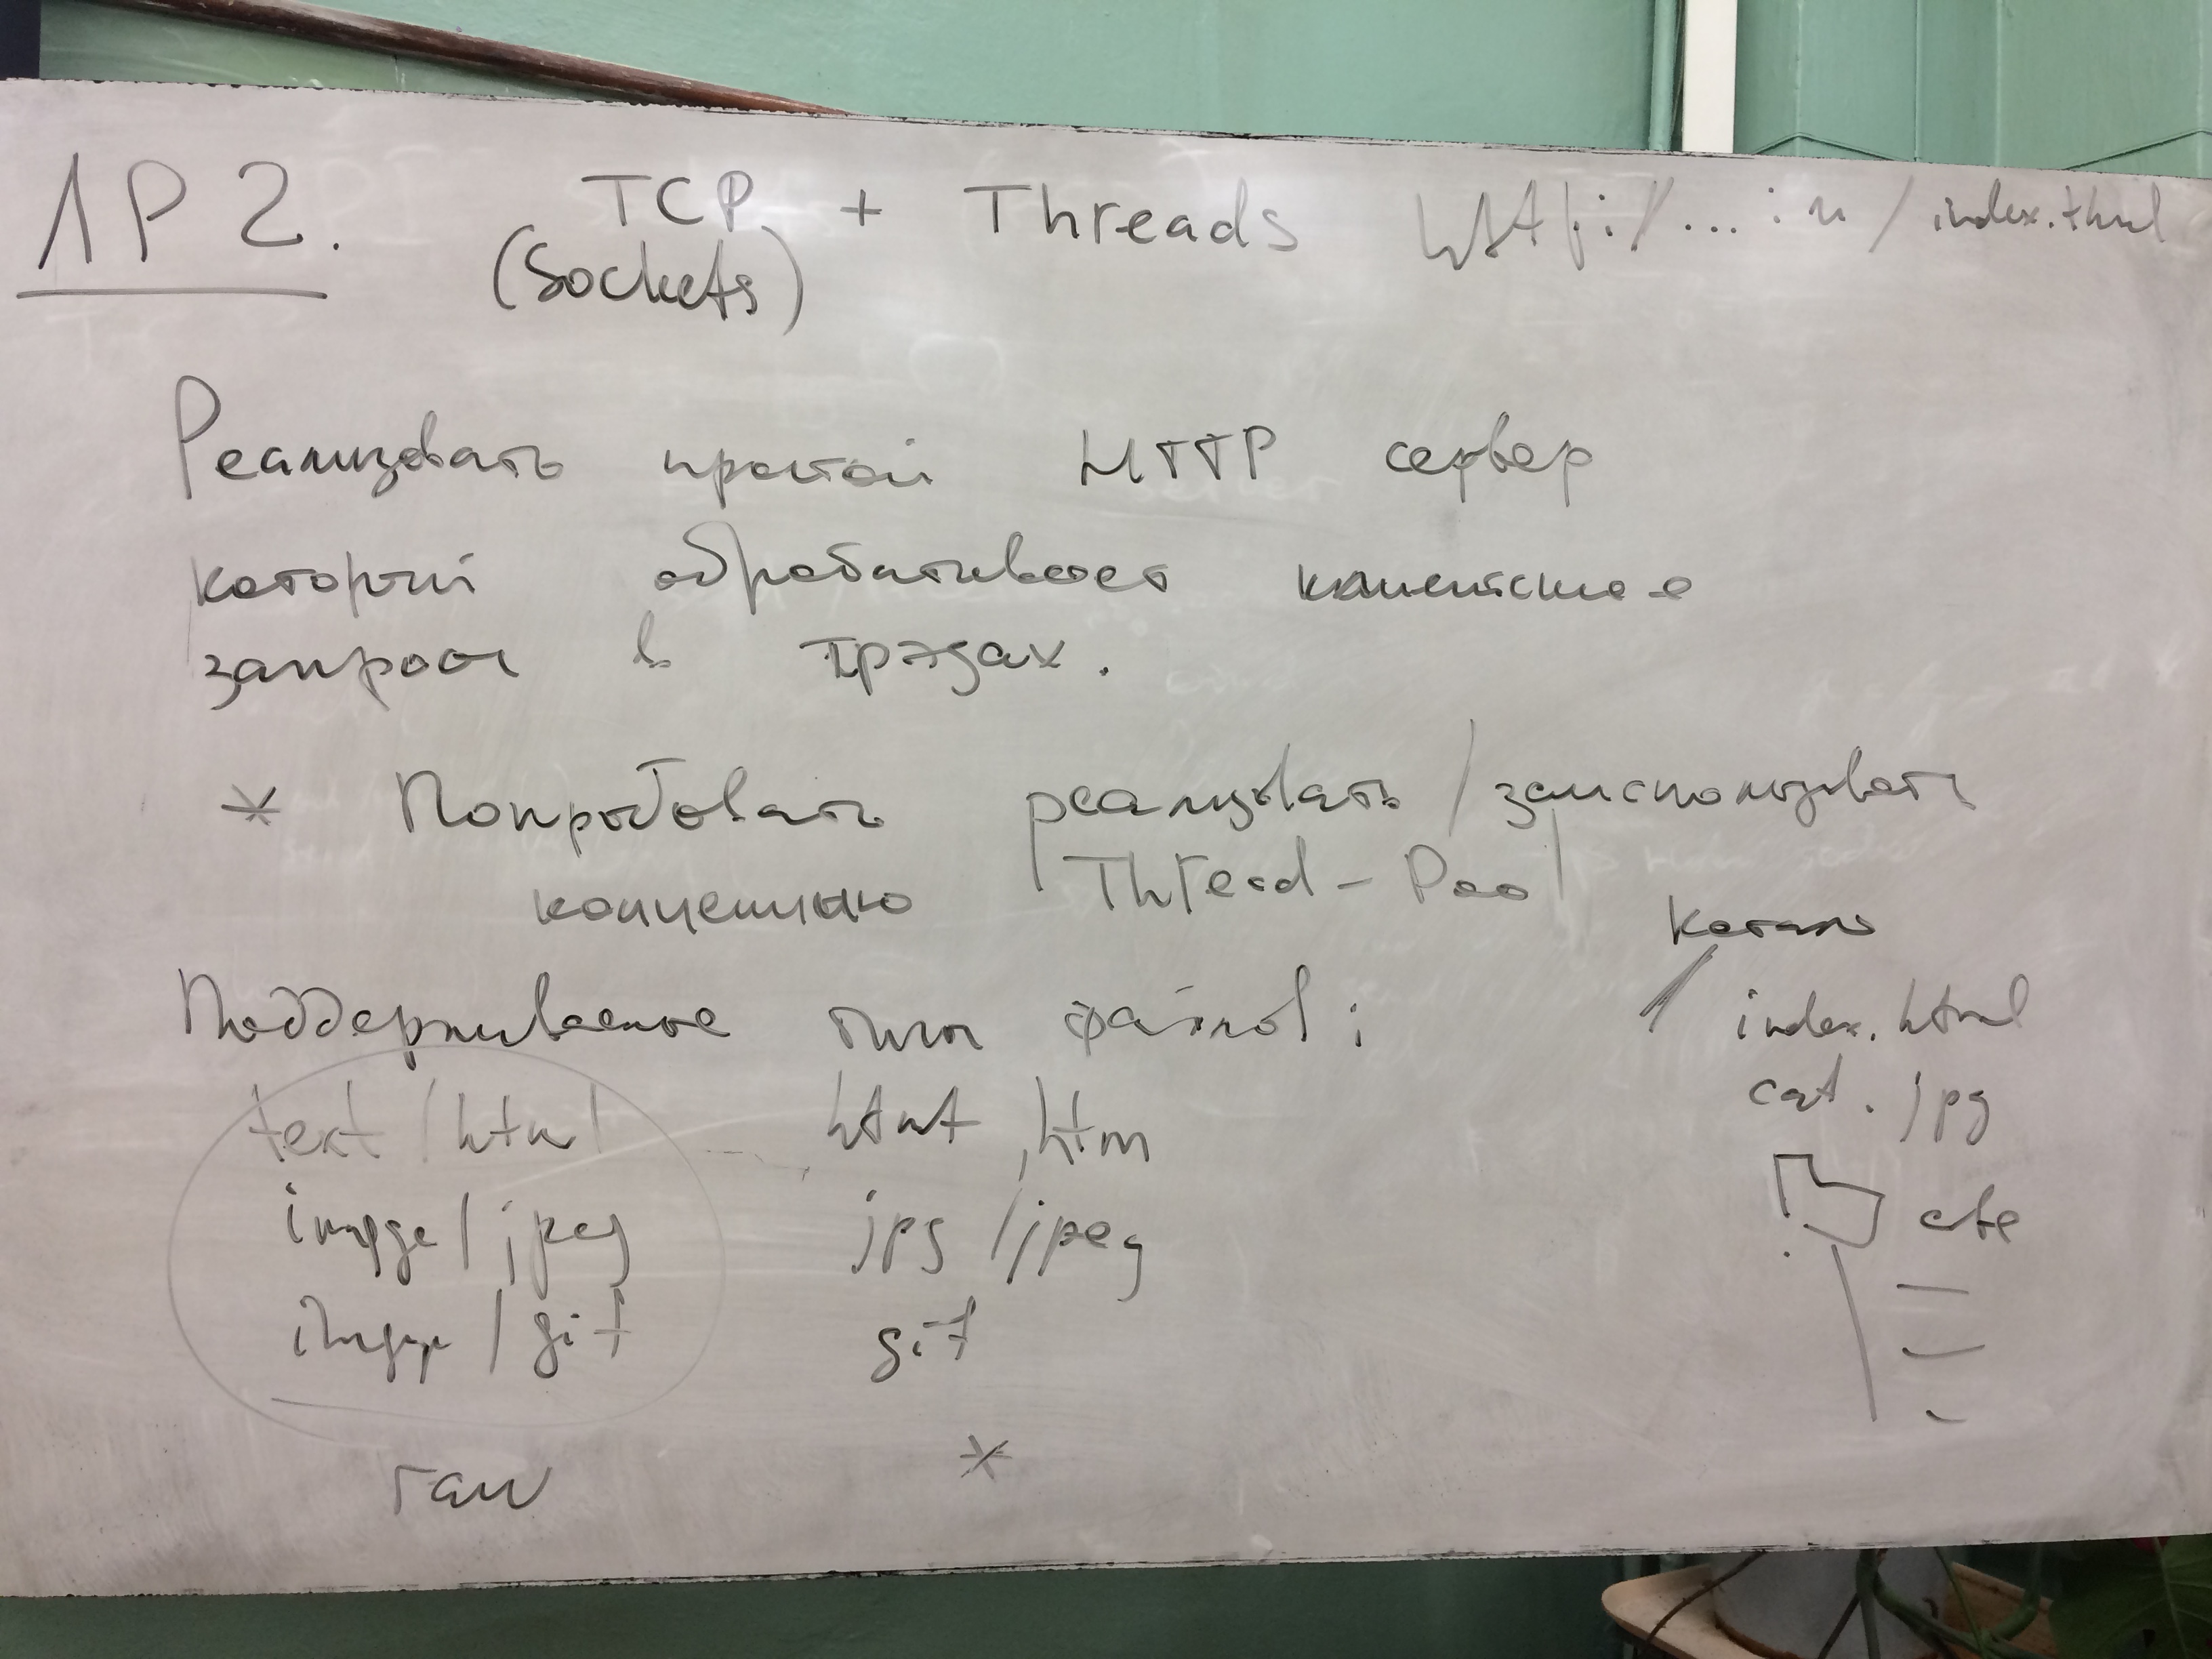 ЛР 2. TCP + Threads http:/ ... : n / index.html
(Sockets)
Реализовать простой HTTP сервер
который обрабатывает клиентские
запросы в трэдах.
* Попробовать реализовать / заиспользовать
концепцию Thread-Pool
Поддерживаемые типы файлов:
text/html html, htm
image/jpeg jpg/jpeg
image/gif gif
raw *
Каталог
/ index.html
cat.jpg